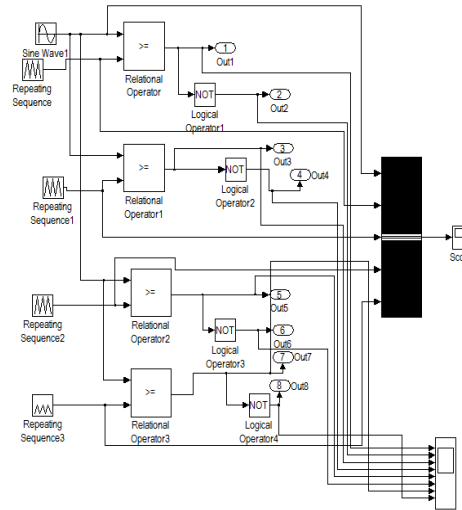 Sine Wave1
Repeating
Sequence
>=
Relational
Operator
1
Out1
NOT
Logical
Operator1
2
Out2
Repeating
Sequence1
>=
Relational
Operator1
3
Out3
NOT
Logical
Operator2
4
Out4
Repeating
Sequence2
>=
Relational
Operator2
5
Out5
NOT
Logical
Operator3
6
Out6
7
Out7
Repeating
Sequence3
>=
Relational
Operator3
NOT
Logical
Operator4
8
Out8